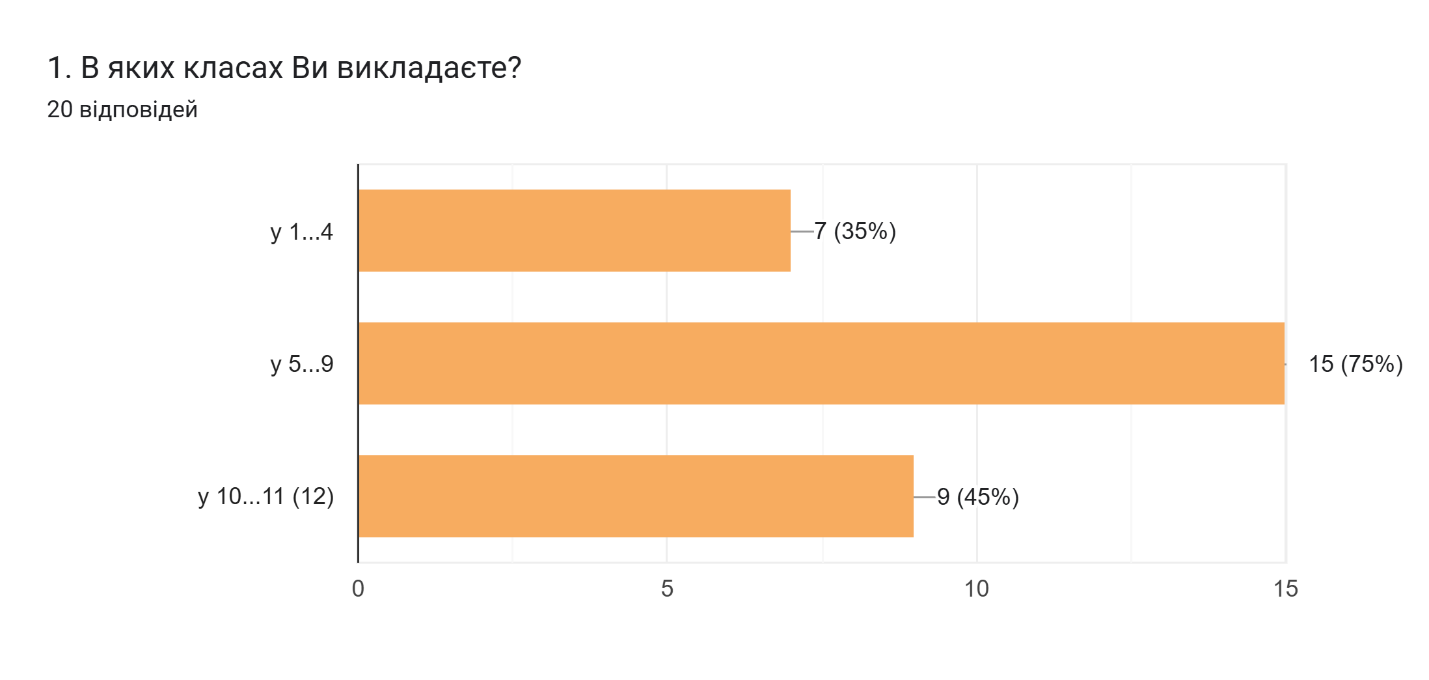 1. В яких класах Ви викладаєте?
20 відповідей
у 1...4
7 (35%)
у 5...9
15 (75%)
у 10...11 (12)
9 (45%)
0 5 10 15